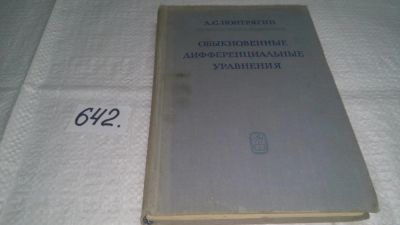 Л.С.ПОНТРЯГИН
ОБЫКНОВЕННЫЕ
ДИФФЕРЕНЦИАЛЬНЫЕ
УРАВНЕНИЯ
642.